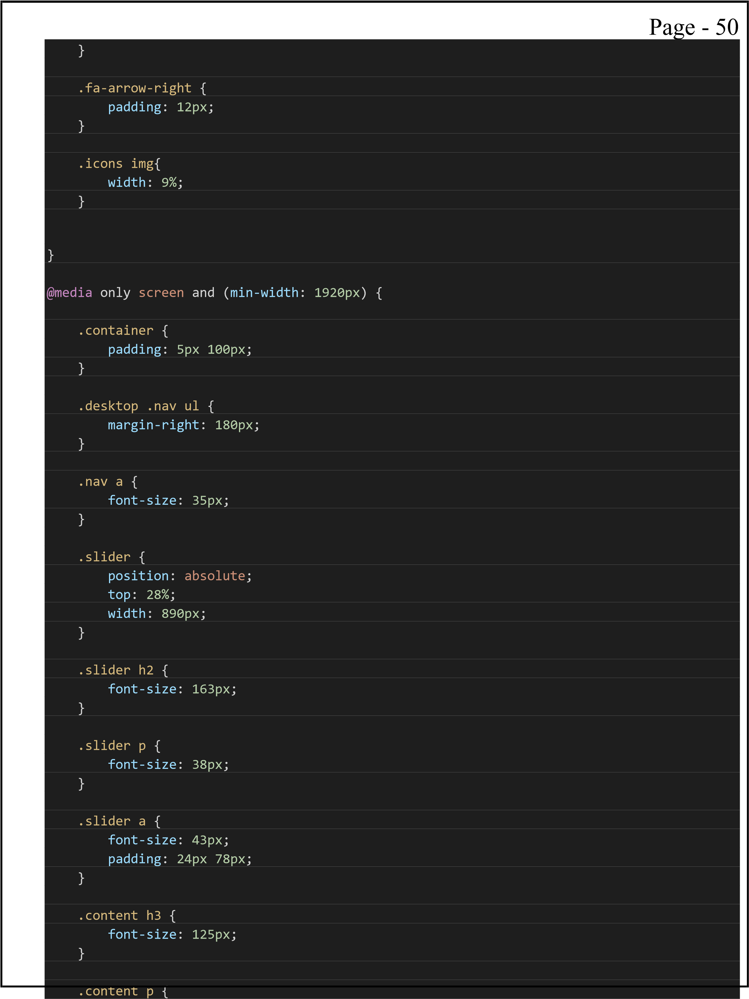 Page - 50
}
.fa-arrow-right {
padding: 12px;
}
.icons img{
width: 9%;
}
}
@media only screen and (min-width: 1920px) {
.container {
padding: 5px 100px;
}
.desktop .nav ul {
margin-right: 180px;
}
.nav a {
font-size: 35px;
}
.slider {
position: absolute;
top: 28%;
width: 890px;
}
.slider h2 {
font-size: 163px;
}
.slider p {
font-size: 38px;
}
.slider a {
font-size: 43px;
padding: 24px 78px;
}
.content h3 {
font-size: 125px;
}
.content p {